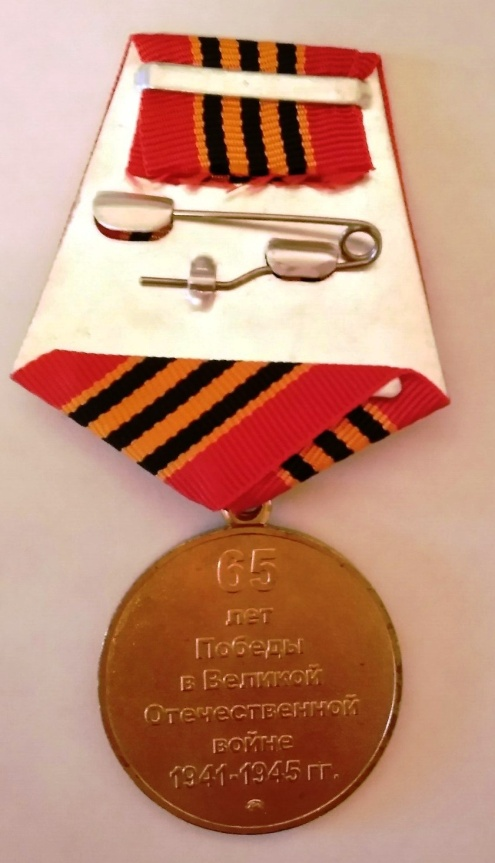 65
лет
Победы
в Великой
Отечественной
войне
1941-1945 гг.